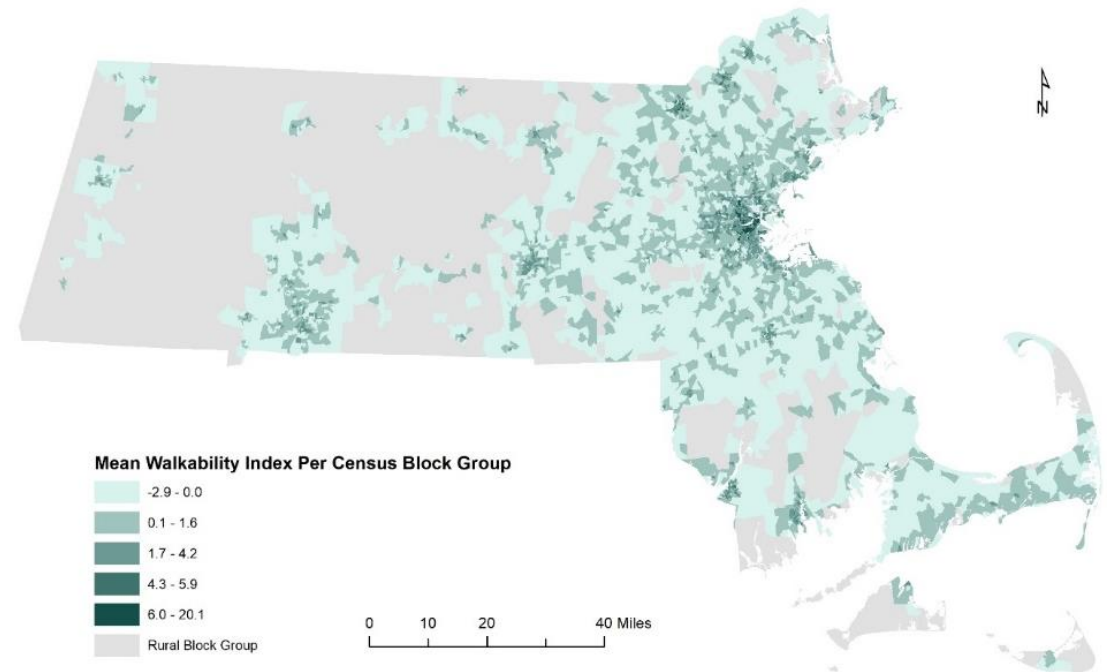 N
Mean Walkability Index Per Census Block Group
-2.9 - 0.0
0.1 - 1.6
1.7 - 4.2
4.3 - 5.9
6.0 - 20.1
Rural Block Group
0 10 20 40 Miles